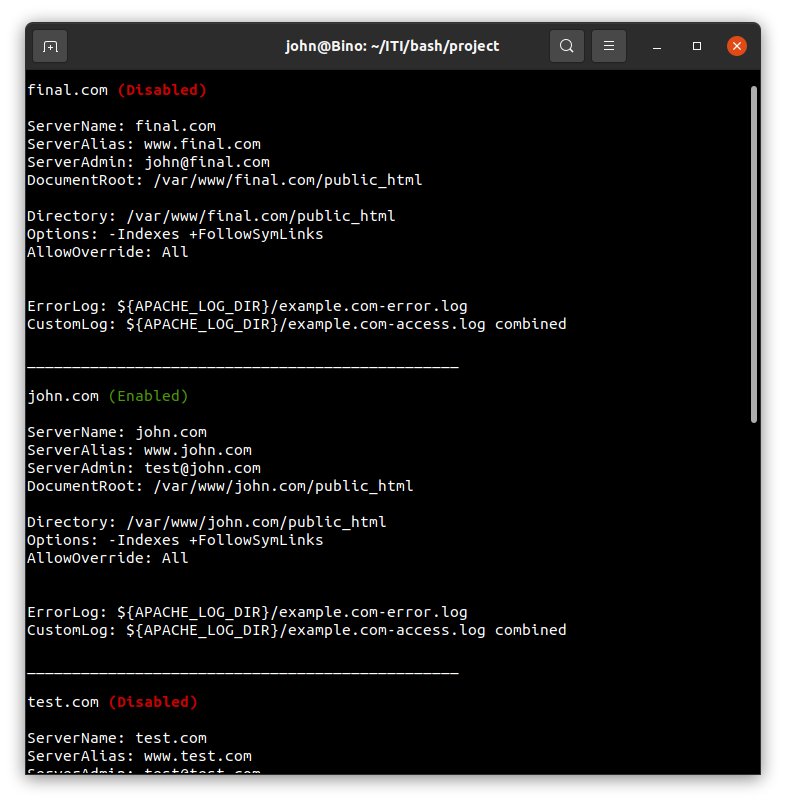 john@Bino: ~/ITI/bash/project
final.com (Disabled)
ServerName: final.com
ServerAlias: www.final.com
ServerAdmin: john@final.com
DocumentRoot: /var/www/final.com/public_html
Directory: /var/www/final.com/public_html
Options: -Indexes +FollowSymLinks
AllowOverride: All
ErrorLog: ${APACHE_LOG_DIR}/example.com-error.log
CustomLog: ${APACHE_LOG_DIR}/example.com-access.log combined
________________________________________________
john.com (Enabled)
ServerName: john.com
ServerAlias: www.john.com
ServerAdmin: test@john.com
DocumentRoot: /var/www/john.com/public_html
Directory: /var/www/john.com/public_html
Options: -Indexes +FollowSymLinks
AllowOverride: All
ErrorLog: ${APACHE_LOG_DIR}/example.com-error.log
CustomLog: ${APACHE_LOG_DIR}/example.com-access.log combined
________________________________________________
test.com (Disabled)
ServerName: test.com
ServerAlias: www.test.com
ServerAdmin: test@test.com